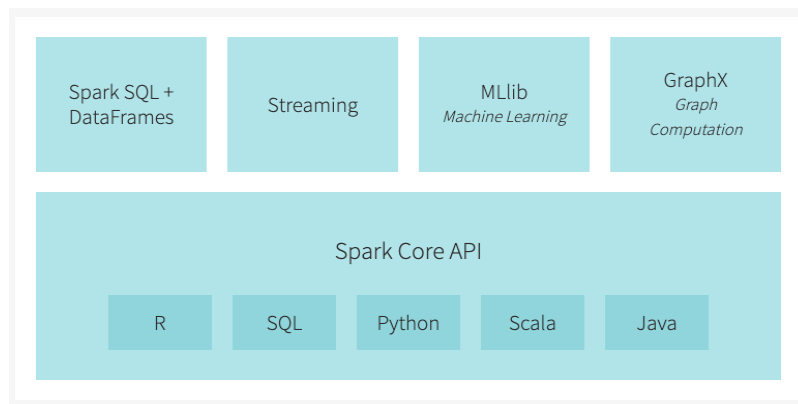 Spark SQL +
DataFrames
Streaming
MLlib
Machine Learning
GraphX
Graph
Computation
Spark Core API
R
SQL
Python
Scala
Java